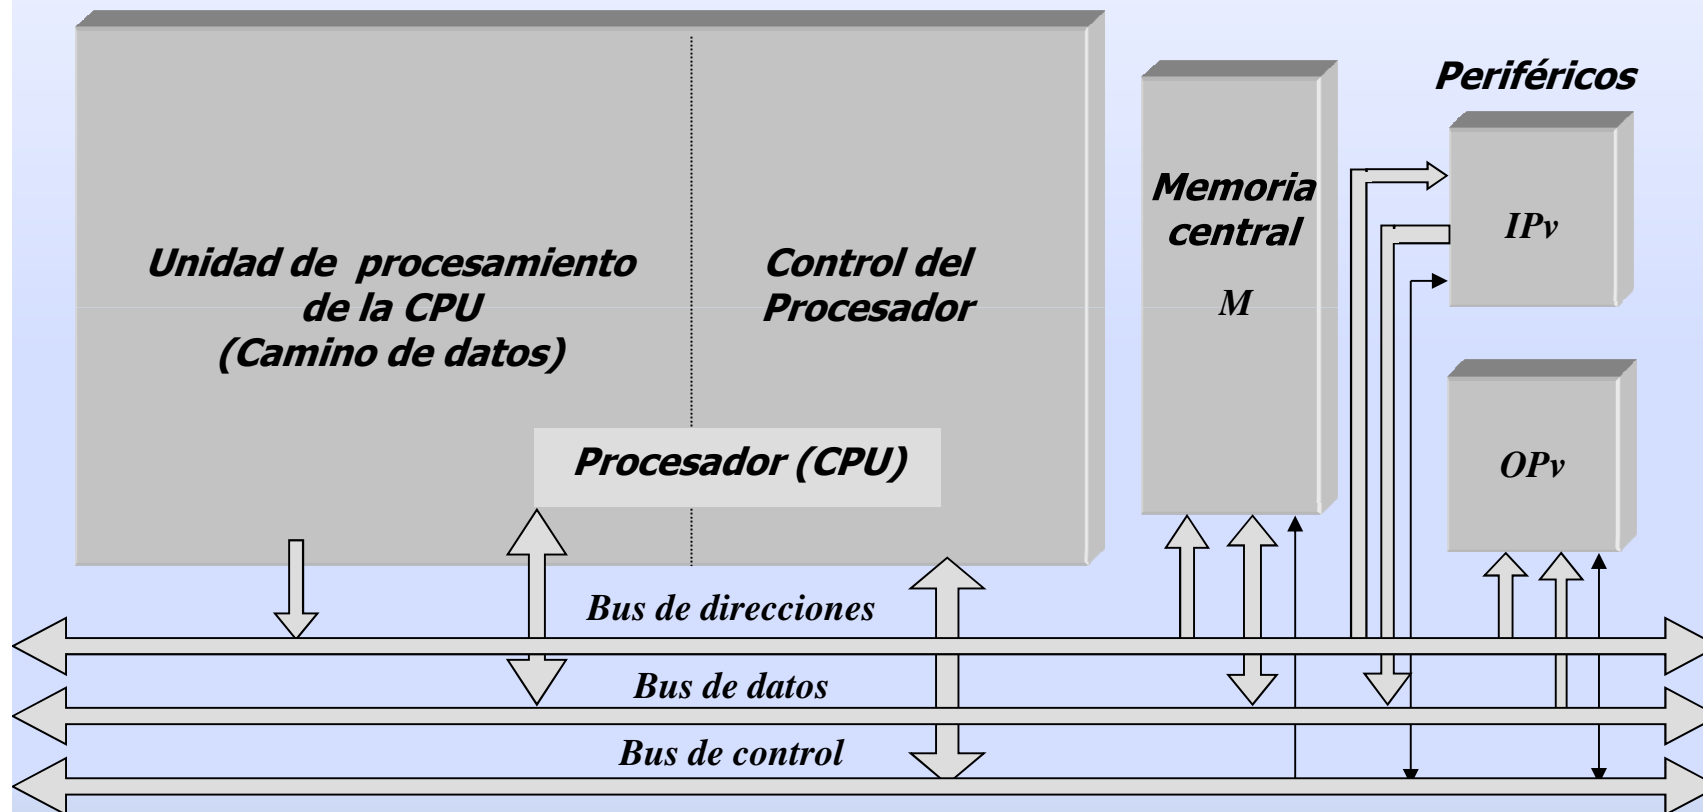 Periféricos
Memoria
central
M
IPv
Unidad de procesamiento
de la CPU
(Camino de datos)
Control del
Procesador
Procesador (CPU)
OPv
Bus de direcciones
Bus de datos
Bus de control